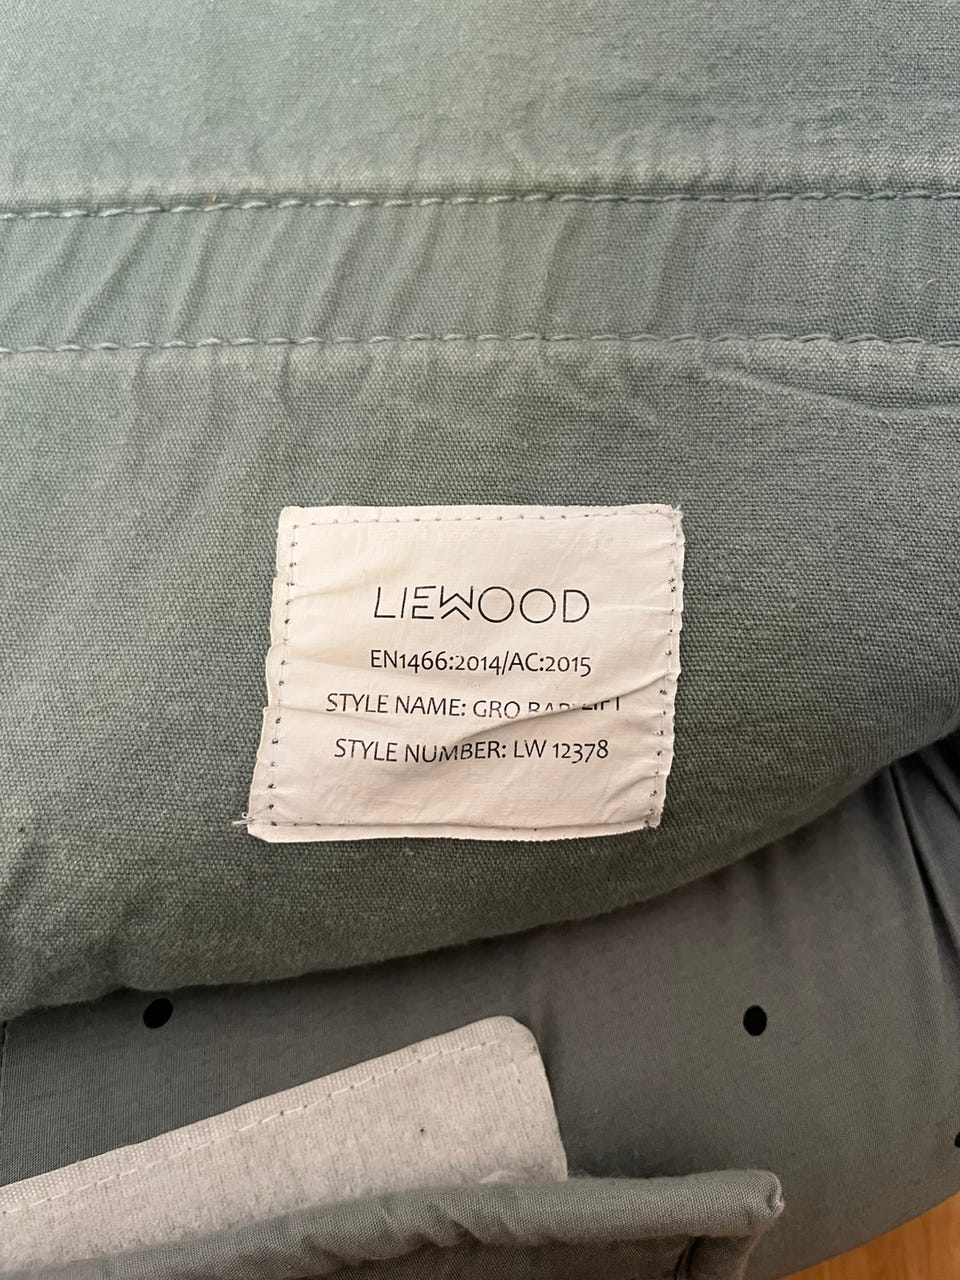 LIEWOOD
EN1466:2014/AC:2015
STYLE NAME: GRO
STYLE NUMBER: LW 12378